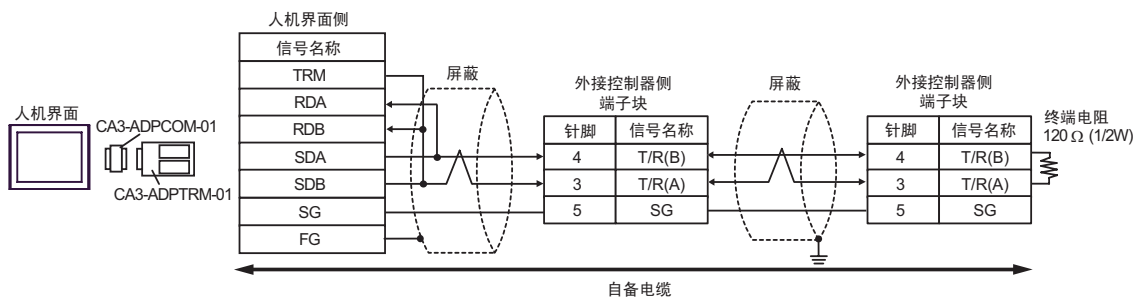 人机界面侧
信号名称
TRM
RDA
RDB
SDA
SDB
SG
FG
人机界面
CA3-ADPCOM-01
CA3-ADPTRM-01
屏蔽
外接控制器侧
端子块
针脚 信号名称
4 T/R(B)
3 T/R(A)
5 SG
屏蔽
外接控制器侧
端子块
针脚 信号名称
4 T/R(B)
3 T/R(A)
5 SG
终端电阻
120 Ω (1/2W)
自备电缆